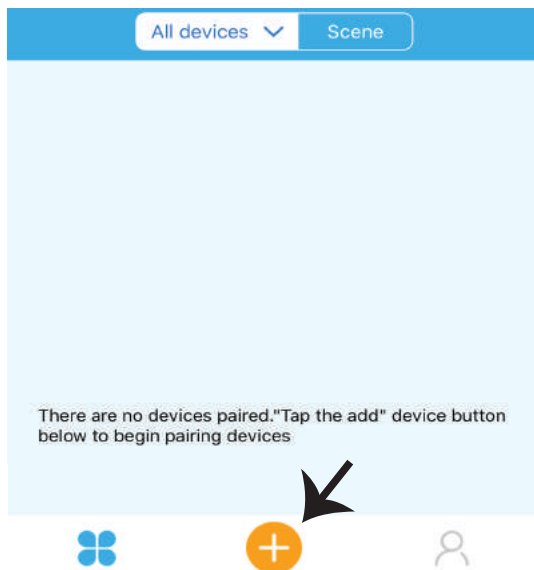 All devices
Scene
There are no devices paired."Tap the add" device button
below to begin pairing devices